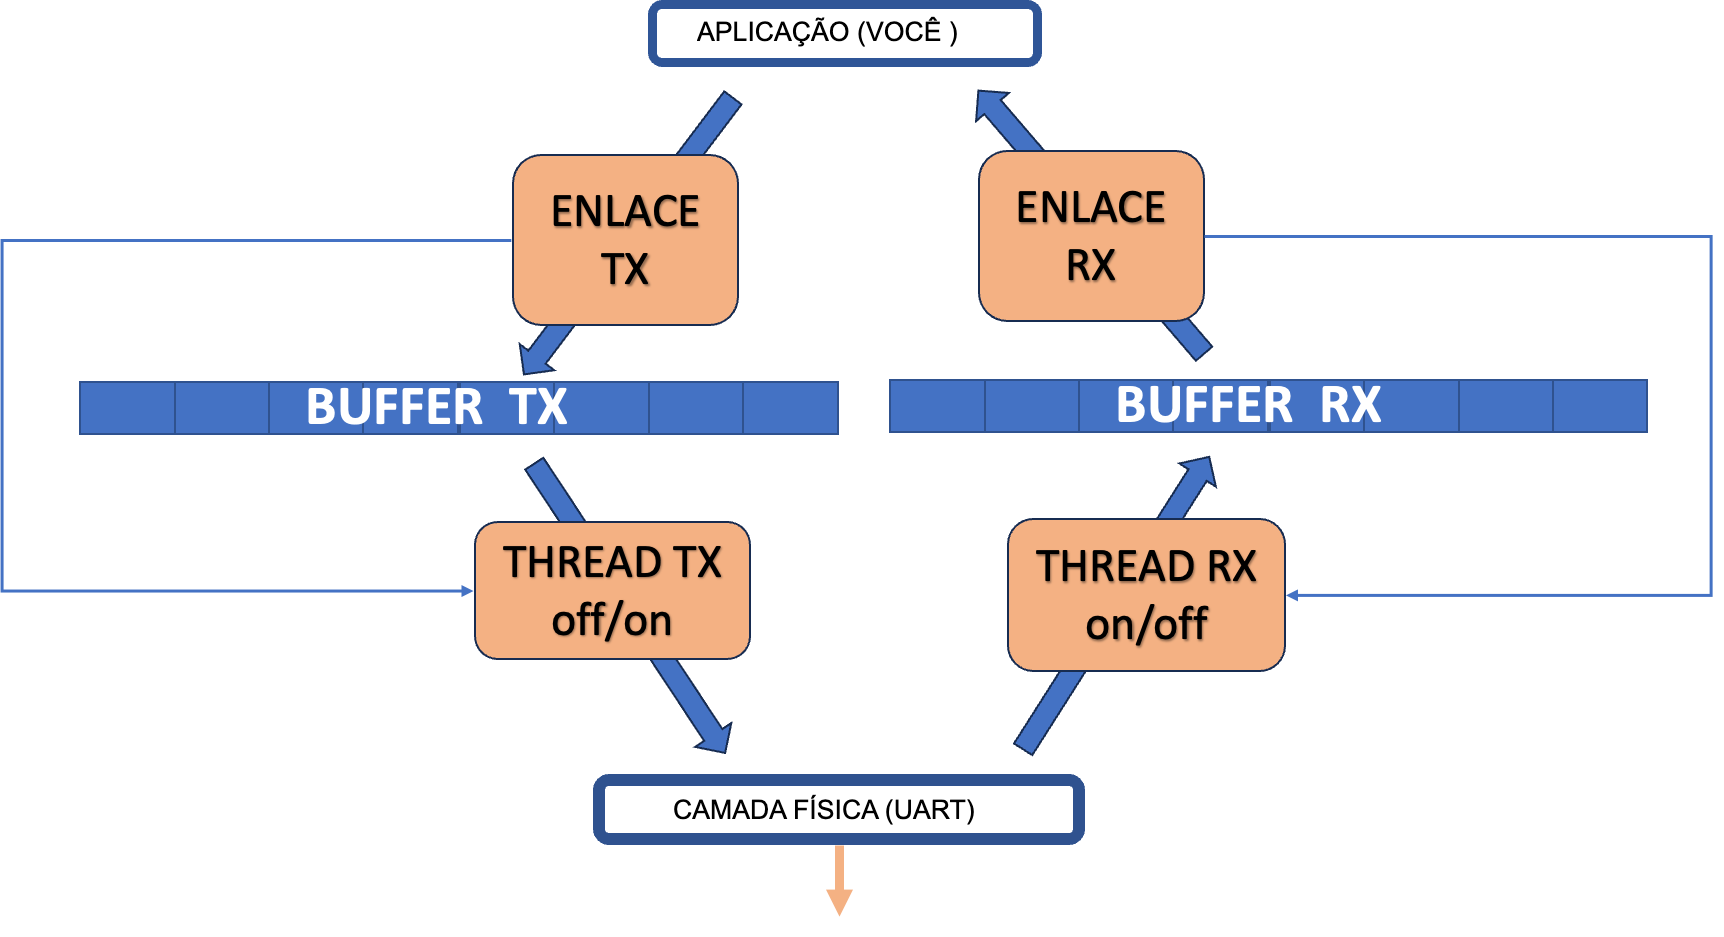 APLICAÇÃO (VOCÊ )
ENLACE
TX
ENLACE
RX
BUFFER TX
BUFFER RX
THREAD TX
off/on
THREAD RX
on/off
CAMADA FÍSICA (UART)